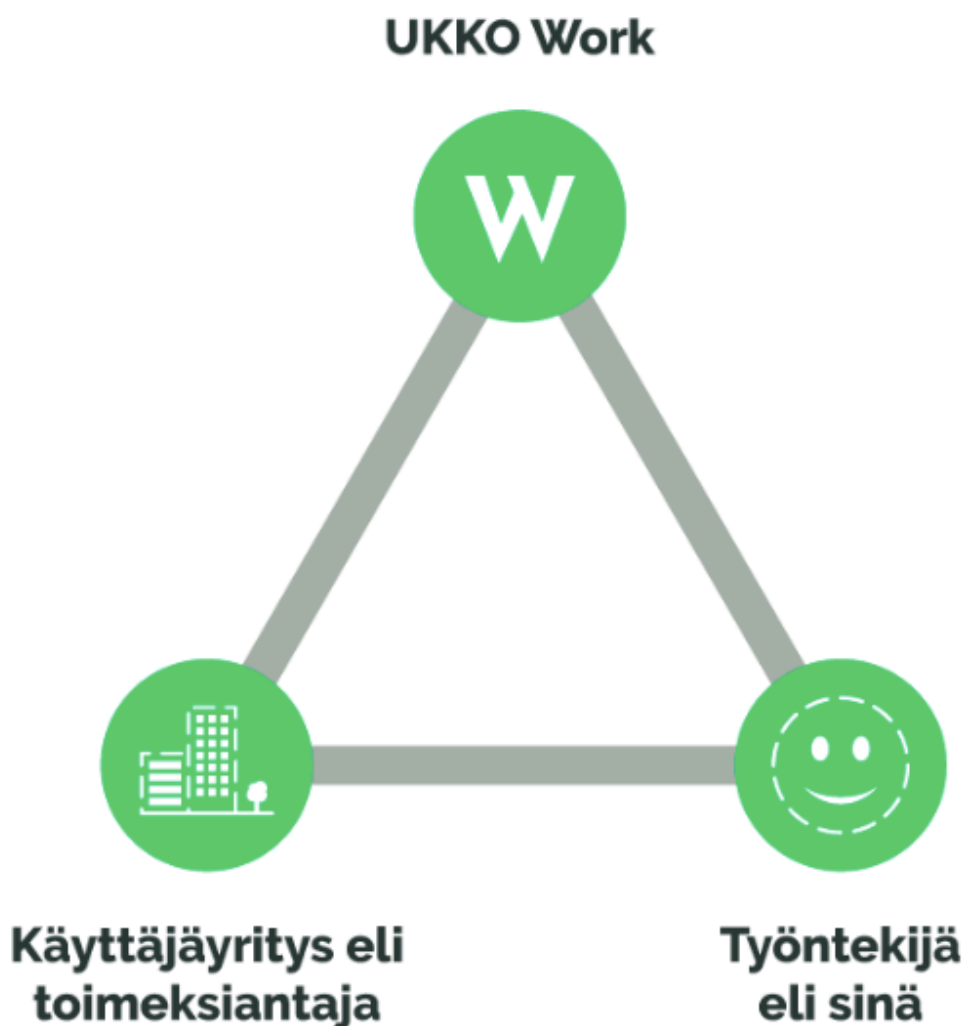 UKKO Work
W
Käyttäjäyritys eli
toimeksiantaja
Työntekijä
eli sinä